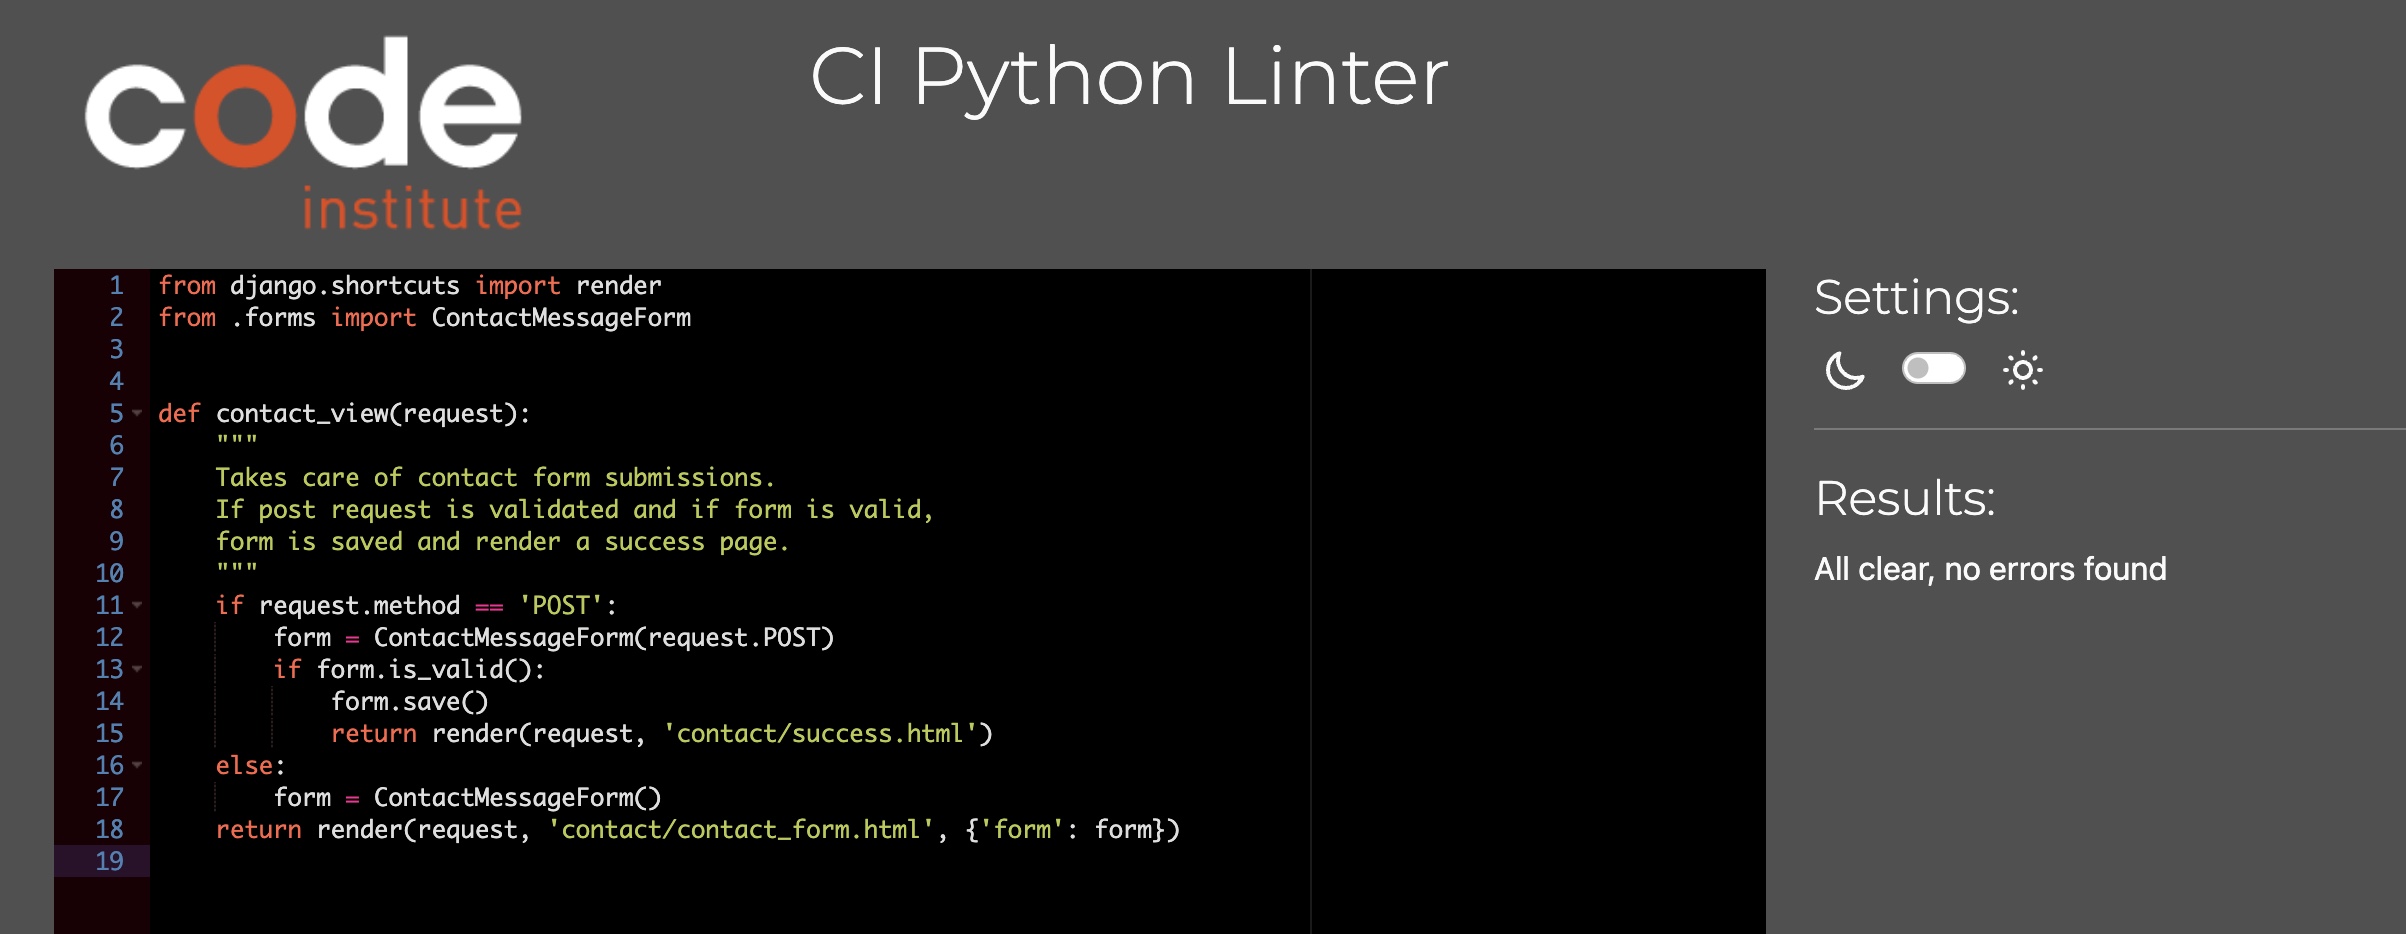 code
institute
CI Python Linter
1 from django.shortcuts import render
2 from .forms import ContactMessageForm
3
4
5 def contact_view(request):
6     """
7     Takes care of contact form submissions.
8     If post request is validated and if form is valid,
9     form is saved and render a success page.
10     """
11     if request.method == 'POST':
12         form = ContactMessageForm(request.POST)
13         if form.is_valid():
14             form.save()
15             return render(request, 'contact/success.html')
16     else:
17         form = ContactMessageForm()
18     return render(request, 'contact/contact_form.html', {'form': form})
19
Settings:
Results:
All clear, no errors found